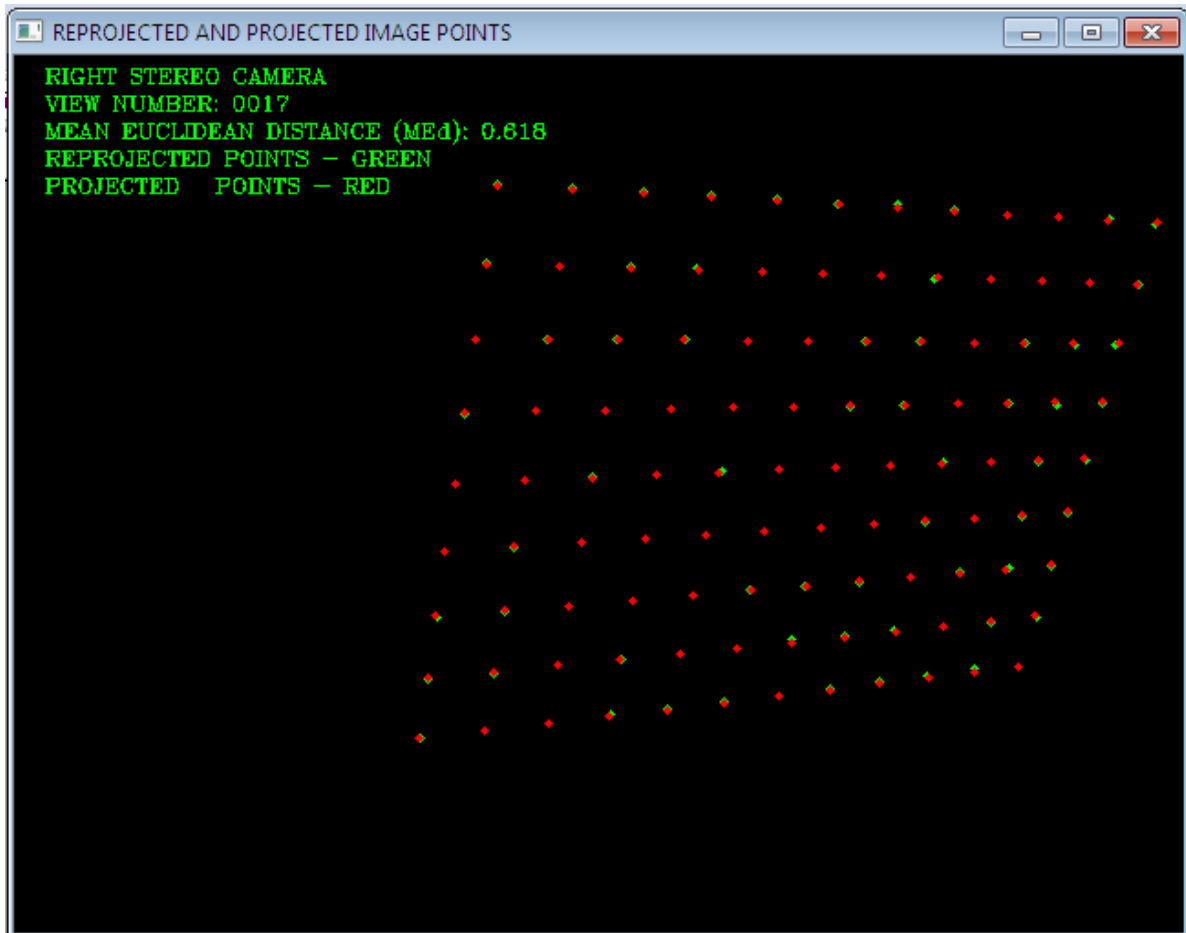 REPROJECTED AND PROJECTED IMAGE POINTS
RIGHT STEREO CAMERA
VIEW NUMBER: 0017
MEAN EUCLIDEAN DISTANCE (MEd): 0.618
REPROJECTED POINTS – GREEN
PROJECTED  POINTS – RED